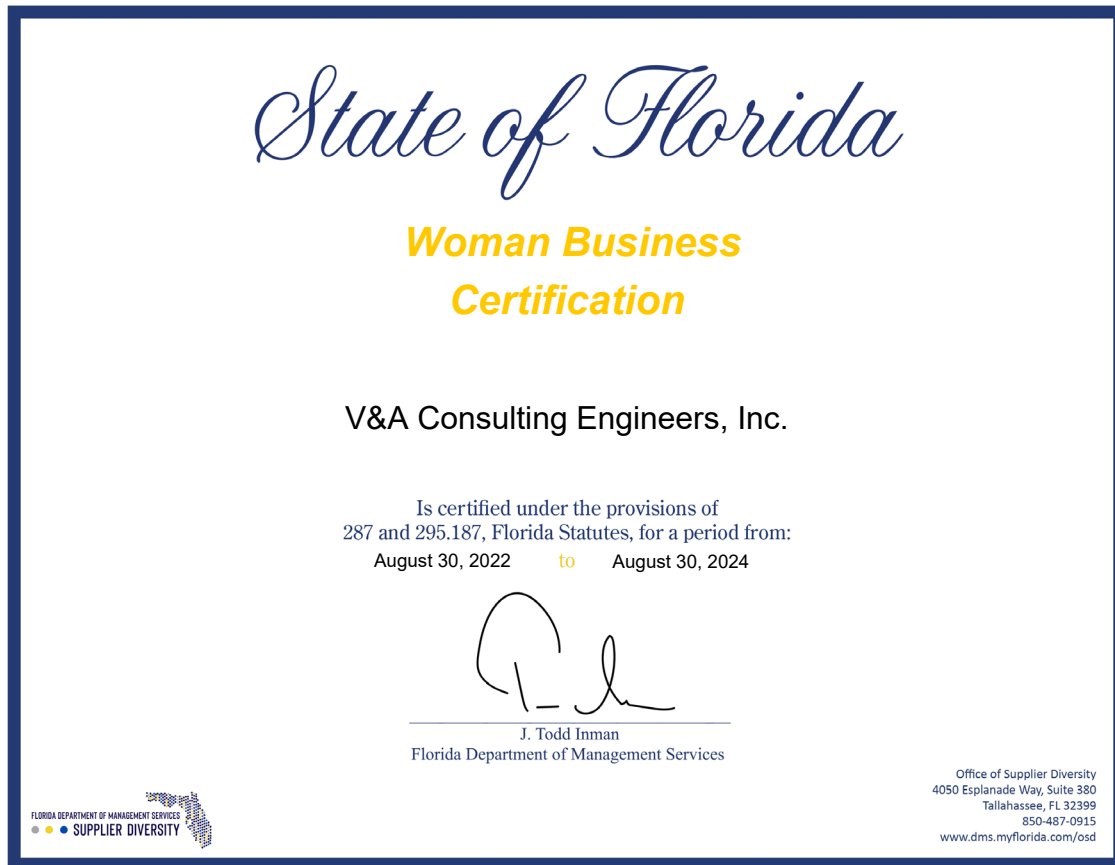 State of Florida
Woman Business
Certification
V&A Consulting Engineers, Inc.
Is certified under the provisions of
287 and 295.187, Florida Statutes, for a period from:
August 30, 2022 to August 30, 2024
J. Todd Inman
Florida Department of Management Services
FLORIDA DEPARTMENT OF MANAGEMENT SERVICES
SUPPLIER DIVERSITY
Office of Supplier Diversity
4050 Esplanade Way, Suite 380
Tallahassee, FL 32399
850-487-0915
www.dms.myflorida.com/osd